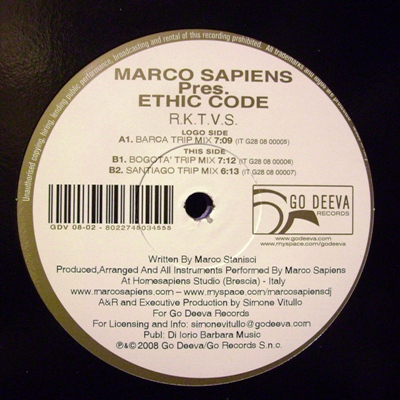 Unauthorised copying, hiring, lending, public performance, broadcasting and rental of this recording prohibited. All trademarks
MARCO SAPIENS
Pres.
ETHIC CODE
R.K.T.V.S.
LOGO SIDE
A1. BARCA TRIP MIX 7:09 (IT G28 08 00005)
THIS SIDE
B1. BOGOTA' TRIP MIX 7:12 (IT G28 08 00006)
B2. SANTIAGO TRIP MIX 6:13 (IT G28 08 00007)
GDV 08-02 - 8022745034555
GO DEEVA
RECORDS
www.godeeva.com
www.myspace.com/godeeva
Written By Marco Stanisci
Produced,Arranged And All Instruments Performed By Marco Sapiens
At Homesapiens Studio (Brescia) - Italy
www.marcosapiens.com – www.myspace.com/marcosapiensdj
A&R and Executive Production by Simone Vitullo
For Go Deeva Records
For Licensing and Info: simonevitullo@godeeva.com
Publ: Di Iorio Barbara Music
℗&©2008 Go Deeva/Go Records S.n.c.